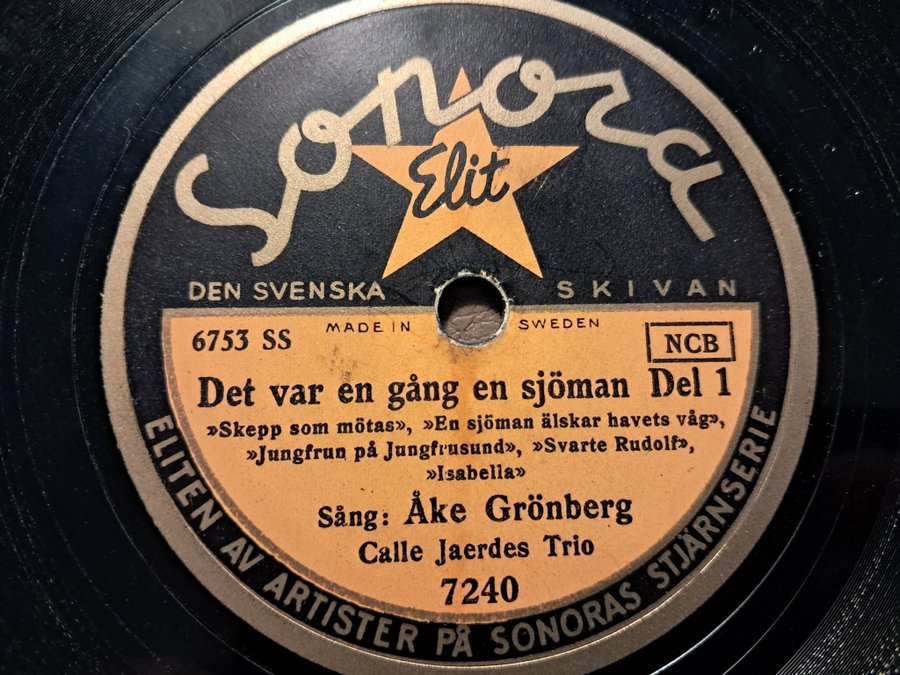 Sonora
Elit
DEN SVENSKA SKIVAN
MADE IN SWEDEN
6753 SS
NCB
Det var en gång en sjöman Del 1
»Skepp som mötas», »En sjöman älskar havets våg»,
»Jungfrun på Jungfrusund», »Svarte Rudolf»,
»Isabella»
Sång: Åke Grönberg
Calle Jaerdes Trio
7240
ELITEN AV ARTISTER PÅ SONORAS STJÄRNSERIE